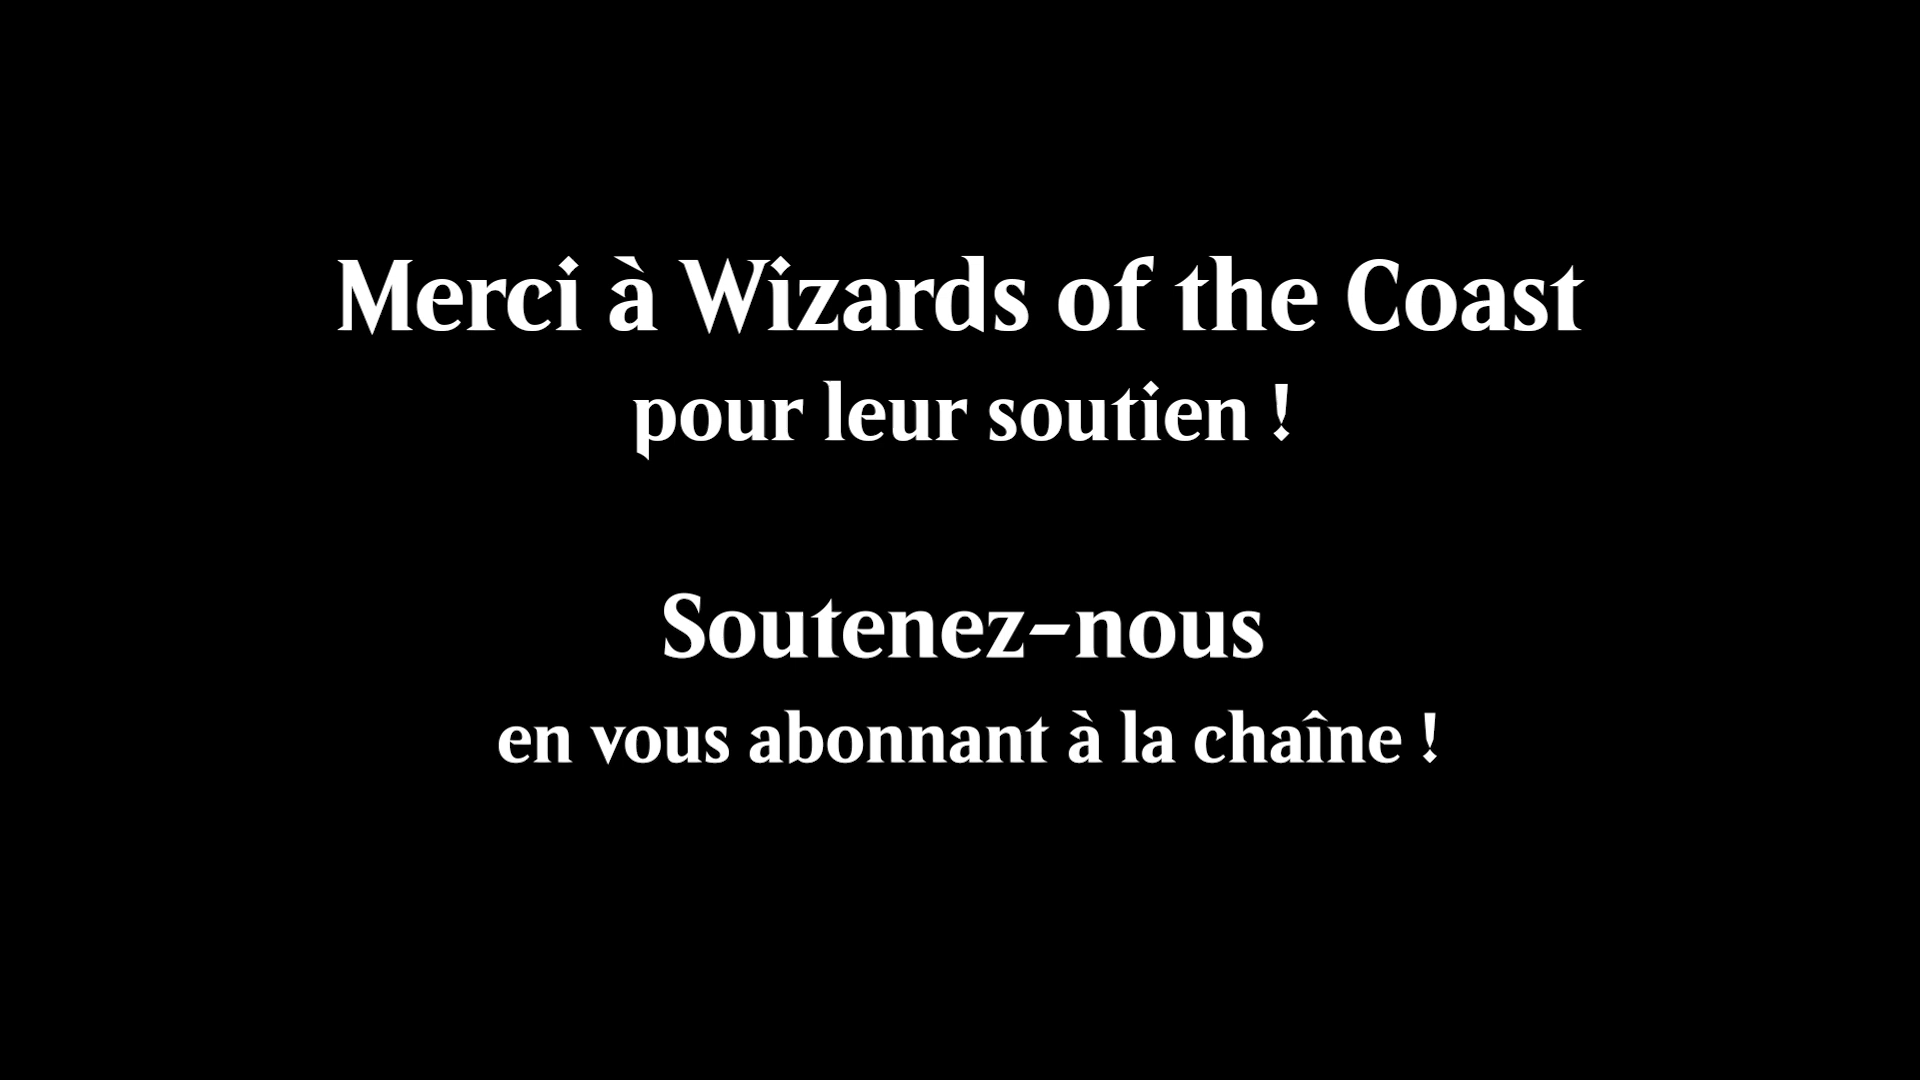 Merci à Wizards of the Coast
pour leur soutien !
Soutenez-nous
en vous abonnant à la chaîne !